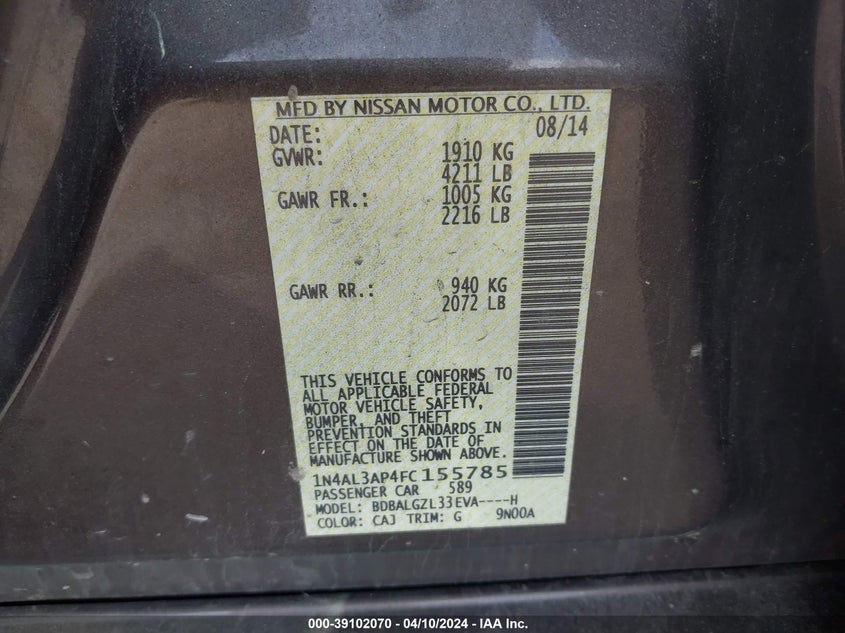 MFD BY NISSAN MOTOR CO., LTD.
DATE: 08/14
GVWR: 1910 KG
4211 LB
GAWR FR.: 1005 KG
2216 LB
GAWR RR.: 940 KG
2072 LB
THIS VEHICLE CONFORMS TO
ALL APPLICABLE FEDERAL
MOTOR VEHICLE SAFETY,
BUMPER, AND THEFT
PREVENTION STANDARDS IN
EFFECT ON THE DATE OF
MANUFACTURE SHOWN ABOVE.
1N4AL3AP4FC155785
PASSENGER CAR 589
MODEL: BDBALGZL33EVA----H
COLOR: CAJ TRIM: G 9N00A
000-39102070 - 04/10/2024 - IAA Inc.